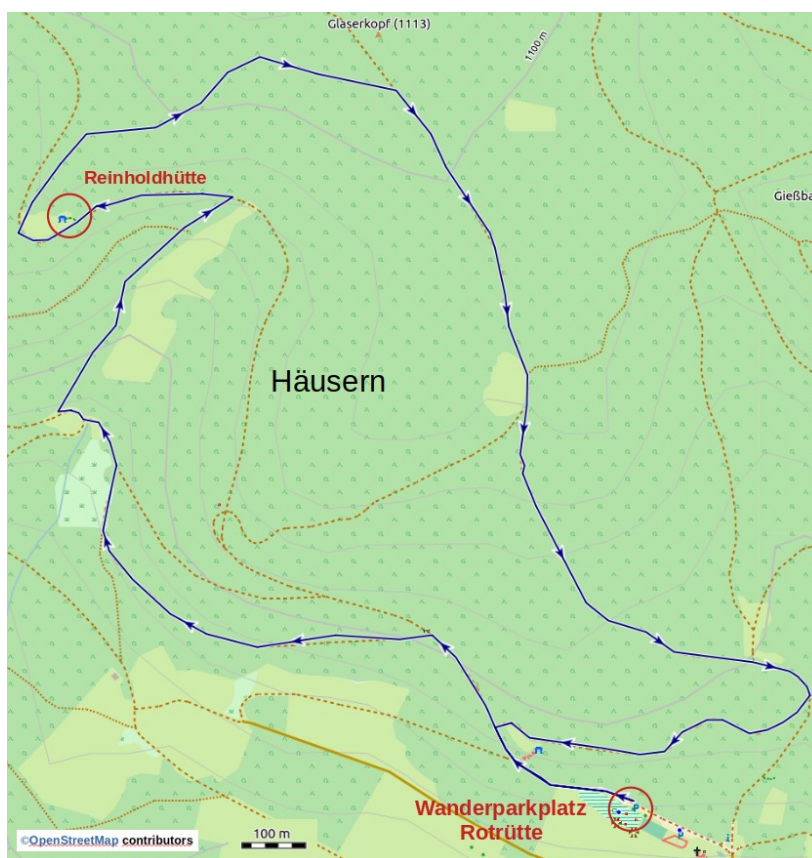 Glaserkopf (1113)
1100 m
Reinholdhütte
Gießba
Häusern
Wanderparkplatz
Rotrütte
©OpenStreetMap contributors
100 m